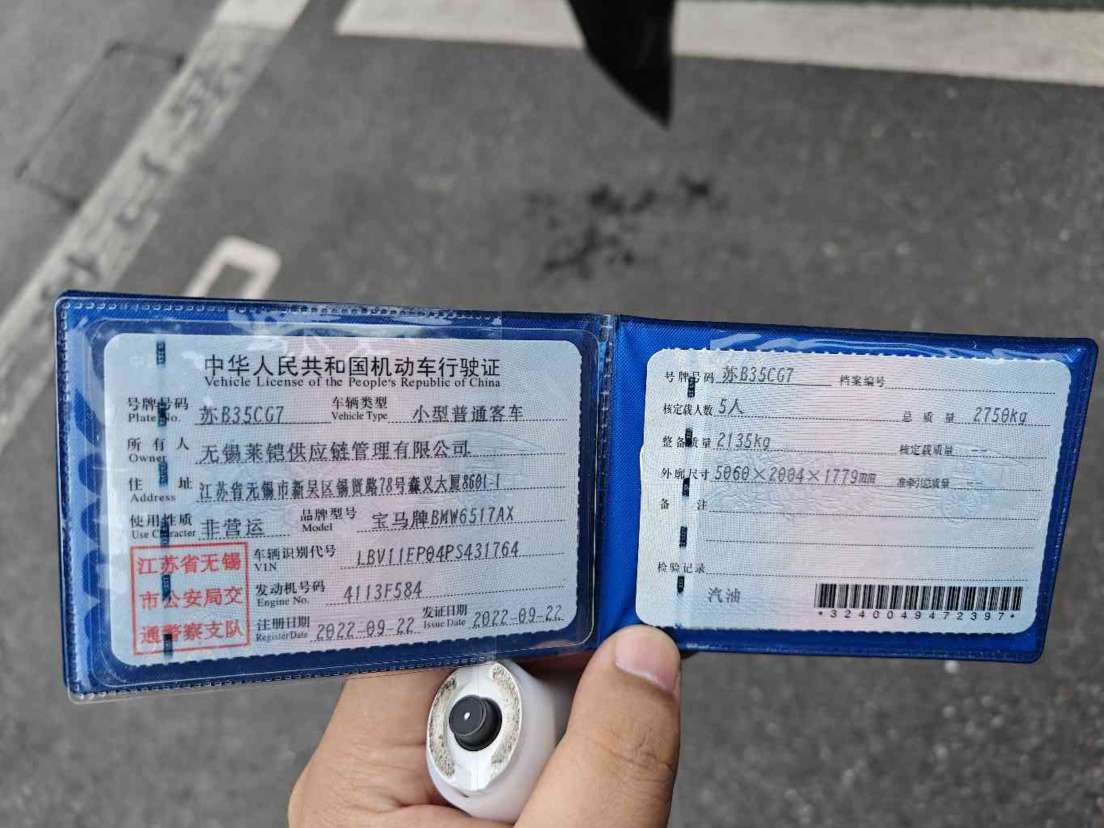 中华人民共和国机动车行驶证
Vehicle License of the People's Republic of China
号牌号码 Plate No. 苏B35CG7 车辆类型 Vehicle Type 小型普通客车
所有人 Owner 无锡莱铠供应链管理有限公司
住址 Address 江苏省无锡市新吴区锡贤路78号森义大厦8601-1
使用性质 Use Character 非营运 品牌型号 Model 宝马牌BMW6517AX
车辆识别代号 VIN LBV11EP04PS431764
发动机号码 Engine No. 4113F584
注册日期 Register Date 2022-09-22 发证日期 Issue Date 2022-09-22
江苏省无锡
市公安局交
通警察支队
号牌号码 苏B35CG7 档案编号
核定载人数 5人 总质量 2750kg
整备质量 2135kg 核定载质量 --
外廓尺寸 5060×2004×1779mm 准牵引总质量 --
备注
检验记录
汽油
*3240049472397*